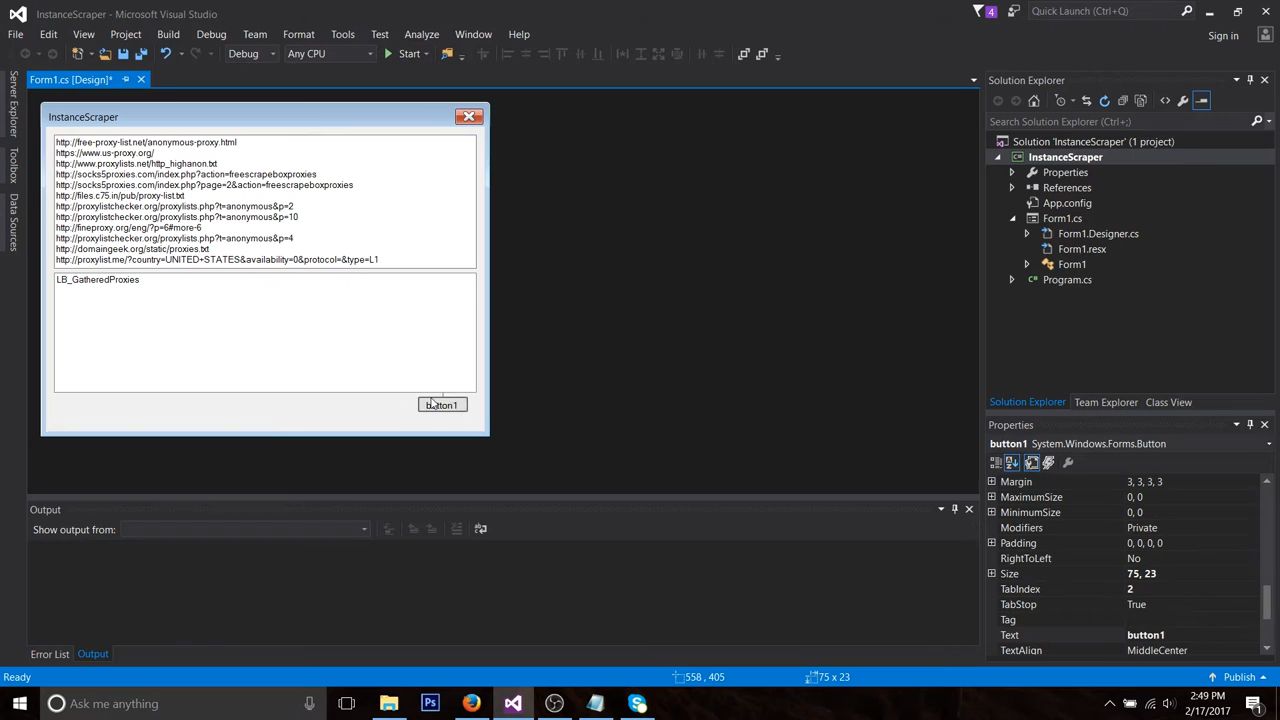 InstanceScraper - Microsoft Visual Studio
4
Quick Launch (Ctrl+Q)
File Edit View Project Build Debug Team Format Tools Test Analyze Window Help
Sign in
Debug Any CPU Start
Form1.cs [Design]*
Solution Explorer
Server Explorer
Toolbox
Data Sources
InstanceScraper
http://free-proxy-list.net/anonymous-proxy.html
https://www.us-proxy.org/
http://www.proxylists.net/http_highanon.txt
http://socks5proxies.com/index.php?action=freescrapeboxproxies
http://socks5proxies.com/index.php?page=2&action=freescrapeboxproxies
http://files.c75.in/pub/proxy-list.txt
http://proxylistchecker.org/proxylists.php?t=anonymous&p=2
http://proxylistchecker.org/proxylists.php?t=anonymous&p=10
http://fineproxy.org/eng/?p=6#more-6
http://proxylistchecker.org/proxylists.php?t=anonymous&p=4
http://domaingeek.org/static/proxies.txt
http://proxylist.me/?country=UNITED+STATES&availability=0&protocol=&type=L1
LB_GatheredProxies
button1
Search Solution Explorer (Ctrl+;)
Solution 'InstanceScraper' (1 project)
C# InstanceScraper
Properties
References
App.config
Form1.cs
Form1.Designer.cs
Form1.resx
Form1
C# Program.cs
Solution Explorer Team Explorer Class View
Properties
button1 System.Windows.Forms.Button
Margin 3, 3, 3, 3
MaximumSize 0, 0
MinimumSize 0, 0
Modifiers Private
Padding 0, 0, 0, 0
RightToLeft No
Size 75, 23
TabIndex 2
TabStop True
Tag
Text button1
TextAlign MiddleCenter
Output
Show output from:
Error List Output
Ready 558 , 405 75 x 23 Publish
Ask me anything
Ps
2:49 PM
2/17/2017